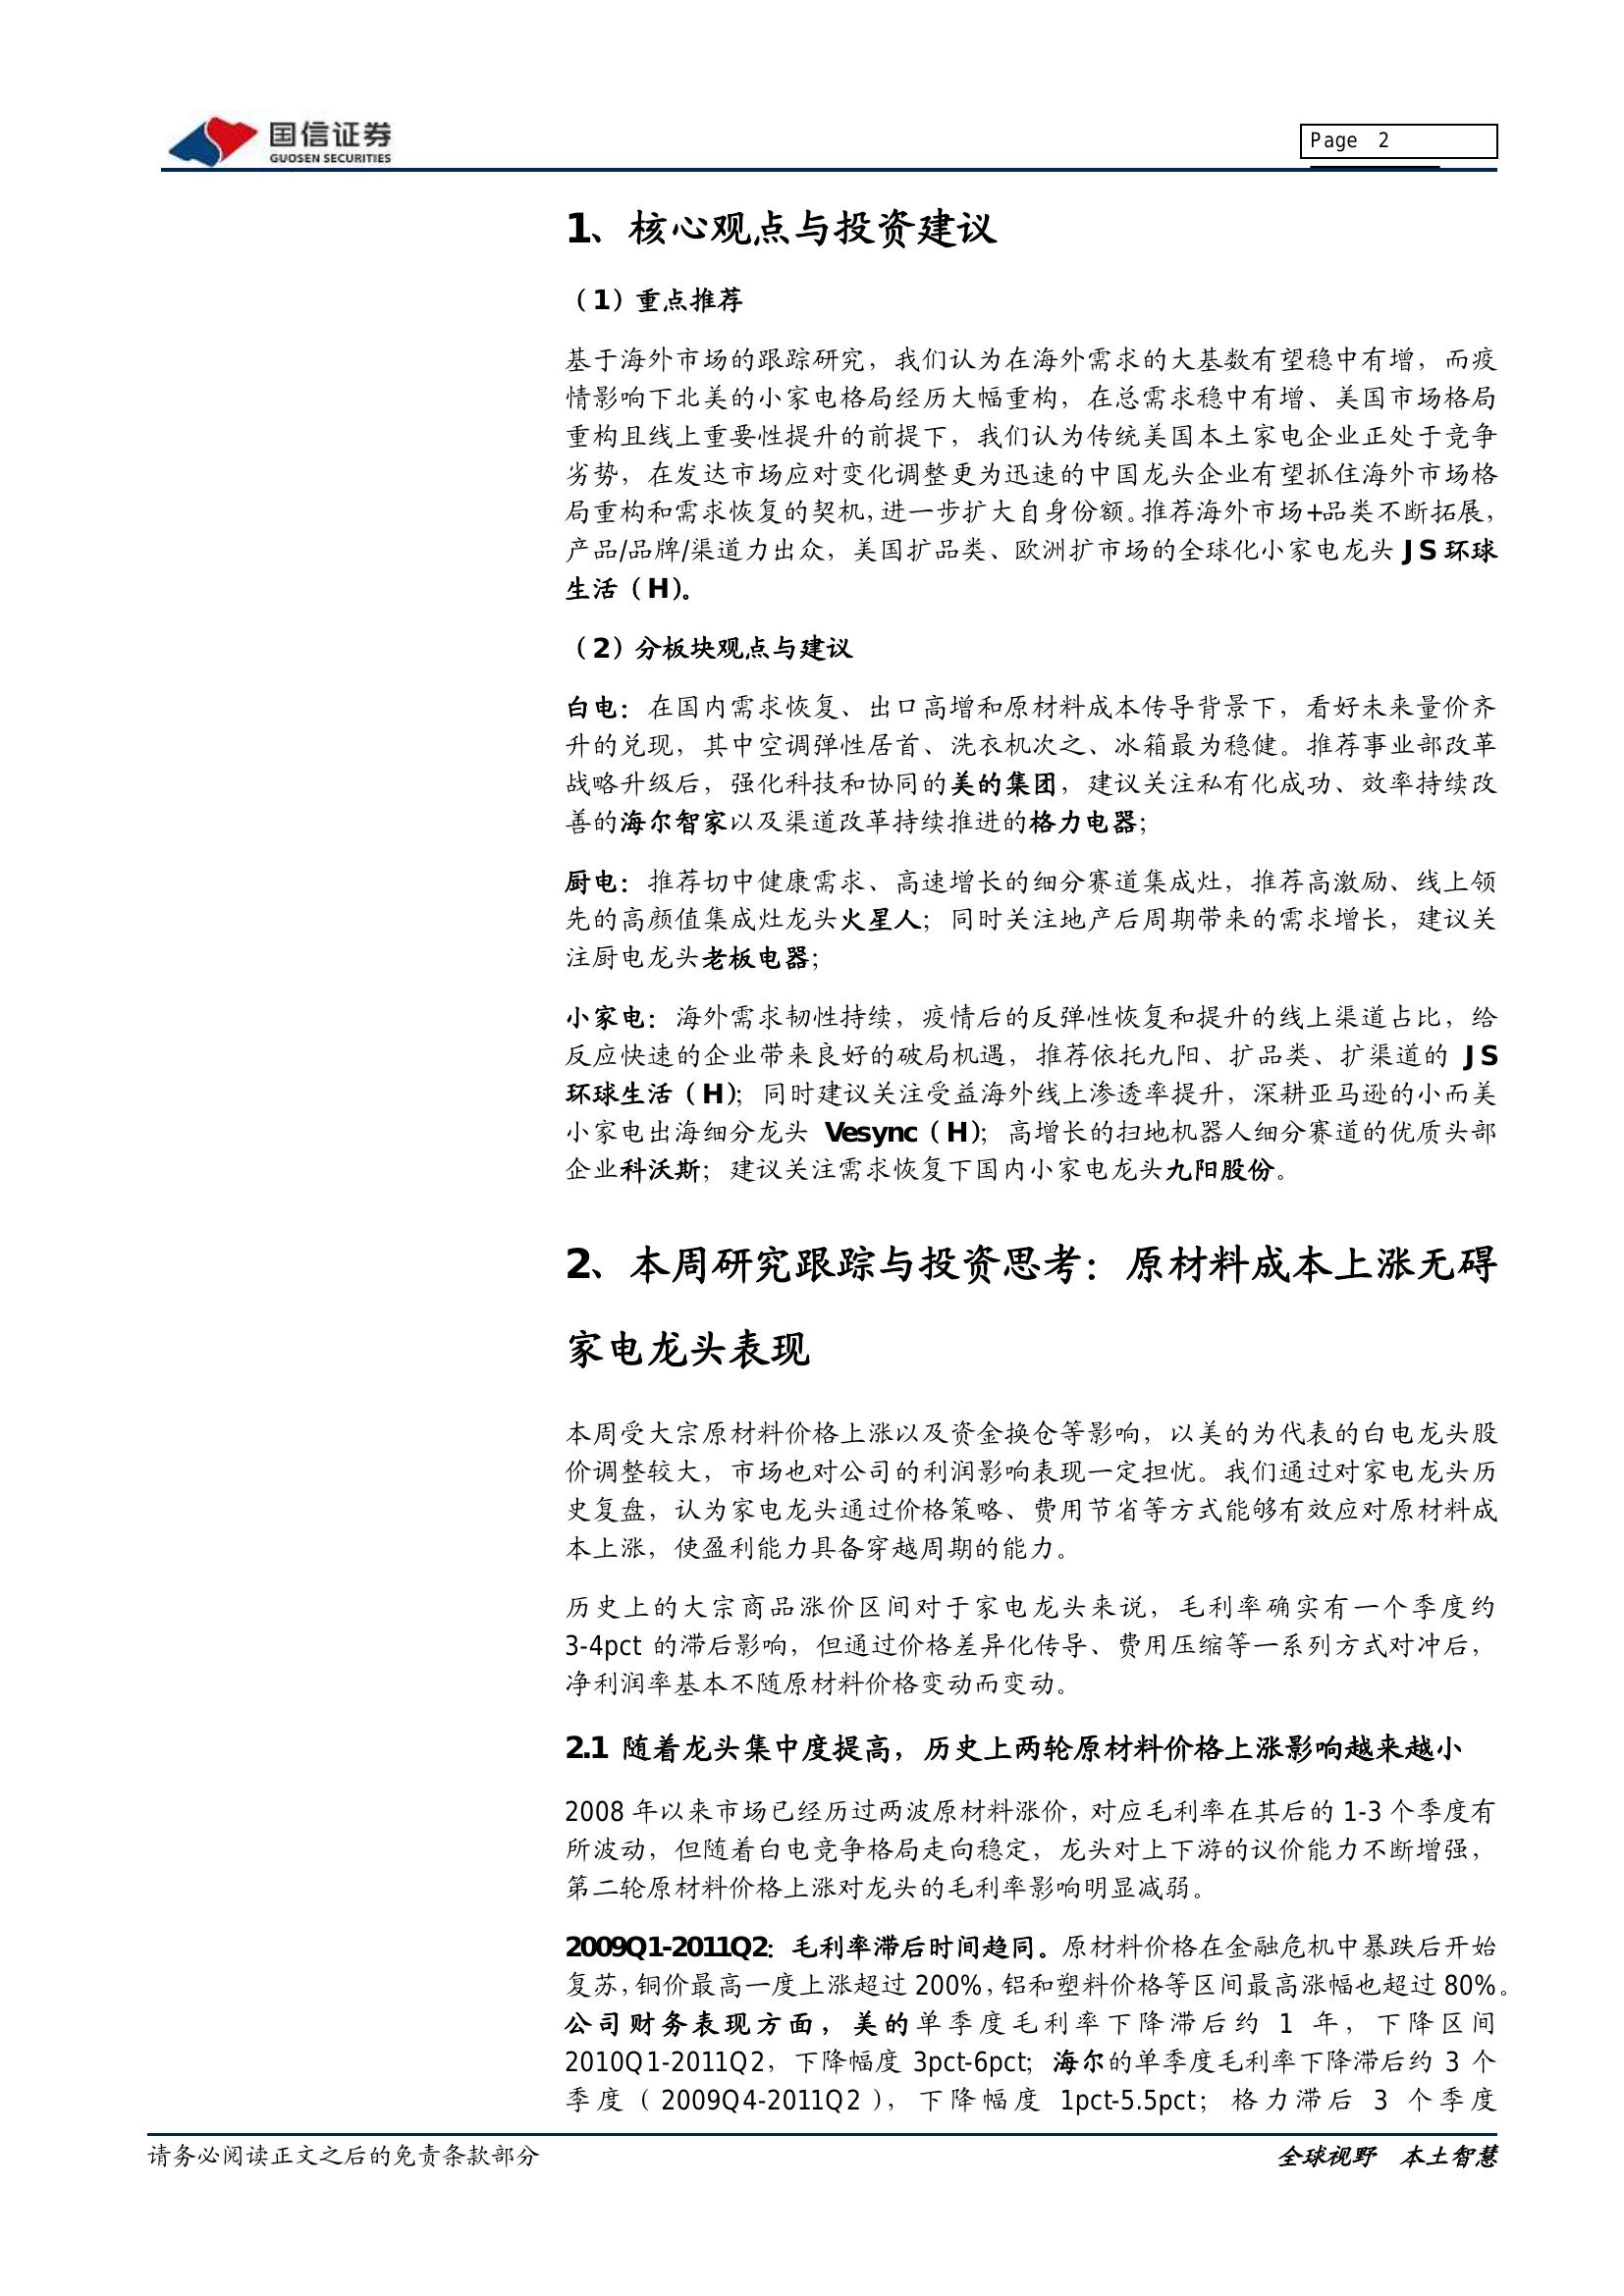 国信证券
GUOSEN SECURITIES
Page 2
1、核心观点与投资建议
（1）重点推荐
基于海外市场的跟踪研究，我们认为在海外需求的大基数有望稳中有增，而疫
情影响下北美的小家电格局经历大幅重构，在总需求稳中有增、美国市场格局
重构且线上重要性提升的前提下，我们认为传统美国本土家电企业正处于竞争
劣势，在发达市场应对变化调整更为迅速的中国龙头企业有望抓住海外市场格
局重构和需求恢复的契机，进一步扩大自身份额。推荐海外市场+品类不断拓展，
产品/品牌/渠道力出众，美国扩品类、欧洲扩市场的全球化小家电龙头 JS 环球
生活（H）。
（2）分板块观点与建议
白电：在国内需求恢复、出口高增和原材料成本传导背景下，看好未来量价齐
升的兑现，其中空调弹性居首、洗衣机次之、冰箱最为稳健。推荐事业部改革
战略升级后，强化科技和协同的美的集团，建议关注私有化成功、效率持续改
善的海尔智家以及渠道改革持续推进的格力电器；
厨电：推荐切中健康需求、高速增长的细分赛道集成灶，推荐高激励、线上领
先的高颜值集成灶龙头火星人；同时关注地产后周期带来的需求增长，建议关
注厨电龙头老板电器；
小家电：海外需求韧性持续，疫情后的反弹性恢复和提升的线上渠道占比，给
反应快速的企业带来良好的破局机遇，推荐依托九阳、扩品类、扩渠道的 JS
环球生活（H）；同时建议关注受益海外线上渗透率提升，深耕亚马逊的小而美
小家电出海细分龙头 Vesync（H）；高增长的扫地机器人细分赛道的优质头部
企业科沃斯；建议关注需求恢复下国内小家电龙头九阳股份。
2、本周研究跟踪与投资思考：原材料成本上涨无碍
家电龙头表现
本周受大宗原材料价格上涨以及资金换仓等影响，以美的为代表的白电龙头股
价调整较大，市场也对公司的利润影响表现一定担忧。我们通过对家电龙头历
史复盘，认为家电龙头通过价格策略、费用节省等方式能够有效应对原材料成
本上涨，使盈利能力具备穿越周期的能力。
历史上的大宗商品涨价区间对于家电龙头来说，毛利率确实有一个季度约
3-4pct 的滞后影响，但通过价格差异化传导、费用压缩等一系列方式对冲后，
净利润率基本不随原材料价格变动而变动。
2.1 随着龙头集中度提高，历史上两轮原材料价格上涨影响越来越小
2008 年以来市场已经历过两波原材料涨价，对应毛利率在其后的 1-3 个季度有
所波动，但随着白电竞争格局走向稳定，龙头对上下游的议价能力不断增强，
第二轮原材料价格上涨对龙头的毛利率影响明显减弱。
2009Q1-2011Q2：毛利率滞后时间趋同。原材料价格在金融危机中暴跌后开始
复苏，铜价最高一度上涨超过 200%，铝和塑料价格等区间最高涨幅也超过 80%。
公司财务表现方面，美的单季度毛利率下降滞后约 1 年，下降区间
2010Q1-2011Q2，下降幅度 3pct-6pct；海尔的单季度毛利率下降滞后约 3 个
季度（2009Q4-2011Q2），下降幅度 1pct-5.5pct；格力滞后 3 个季度
请务必阅读正文之后的免责条款部分
全球视野 本土智慧